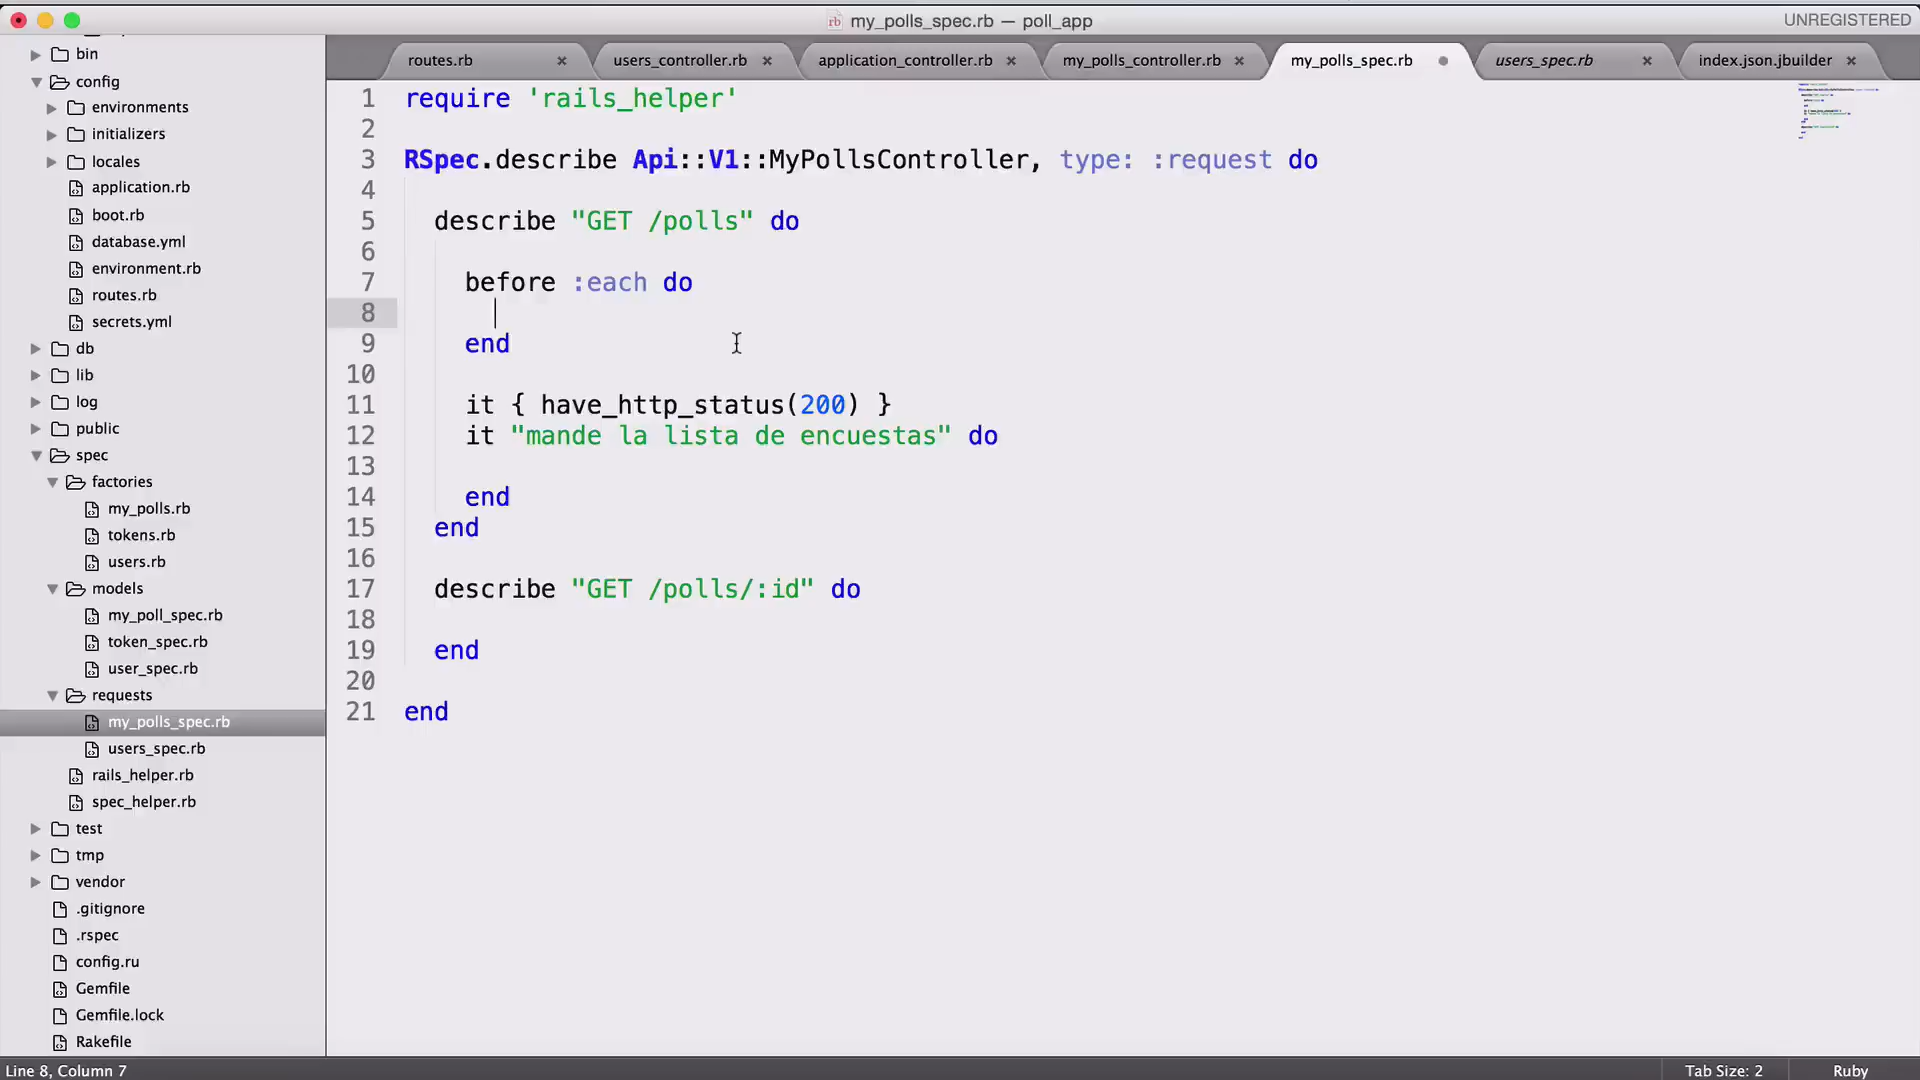 my_polls_spec.rb — poll_app
UNREGISTERED
bin
config
environments
initializers
locales
application.rb
boot.rb
database.yml
environment.rb
routes.rb
secrets.yml
db
lib
log
public
spec
factories
my_polls.rb
tokens.rb
users.rb
models
my_poll_spec.rb
token_spec.rb
user_spec.rb
requests
my_polls_spec.rb
users_spec.rb
rails_helper.rb
spec_helper.rb
test
tmp
vendor
.gitignore
.rspec
config.ru
Gemfile
Gemfile.lock
Rakefile
routes.rb
users_controller.rb
application_controller.rb
my_polls_controller.rb
my_polls_spec.rb
users_spec.rb
index.json.jbuilder
1 require 'rails_helper'
2
3 RSpec.describe Api::V1::MyPollsController, type: :request do
4
5 describe "GET /polls" do
6
7 before :each do
8
9 end
10
11 it { have_http_status(200) }
12 it "mande la lista de encuestas" do
13
14 end
15 end
16
17 describe "GET /polls/:id" do
18
19 end
20
21 end
Line 8, Column 7
Tab Size: 2
Ruby